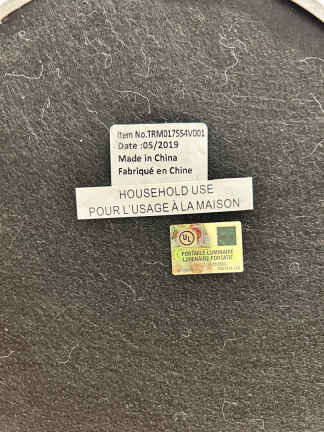 Item No.TRM017554V001
Date :05/2019
Made in China
Fabriqué en Chine
HOUSEHOLD USE
POUR L'USAGE À LA MAISON
UL
PORTABLE LUMINAIRE
LUMINAIRE PORTATIF